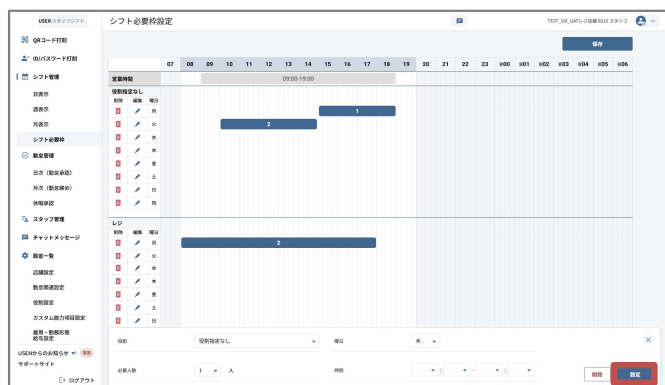 USEN スタッフシフト
シフト必要枠設定
TEST_GR_UATレジ店舗0016 スタシフ
QRコード打刻
ID/パスワード打刻
シフト管理
日表示
週表示
月表示
シフト必要枠
勤怠管理
日次（勤怠承認）
月次（勤怠締め）
休暇承認
スタッフ管理
チャットメッセージ
設定一覧
店舗設定
勤怠関連設定
役割設定
カスタム能力項目設定
雇用・勤務形態
給与設定
USENからのお知らせ
サポートサイト
ログアウト
保存
07 08 09 10 11 12 13 14 15 16 17 18 19 20 21 22 23 翌00 翌01 翌02 翌03 翌04 翌05 翌06
営業時間 09:00-19:00
役割指定なし
削除 編集 曜日
月 1
火 2
水
木
金
土
日
祝
レジ
削除 編集 曜日
月 2
火
水
木
金
土
日
役割 役割指定なし 曜日 木
必要人数 1 人 時間 : - :
削除 設定